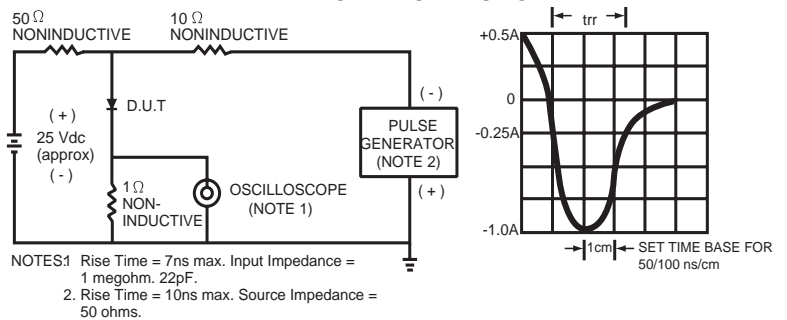 50 Ω
NONINDUCTIVE
10 Ω
NONINDUCTIVE
( + )
25 Vdc
(approx)
( - )
D.U.T
1 Ω
NON-
INDUCTIVE
OSCILLOSCOPE
(NOTE 1)
( - )
PULSE
GENERATOR
(NOTE 2)
( + )
trr
+0.5A
0
-0.25A
-1.0A
1cm
SET TIME BASE FOR
50/100 ns/cm
NOTES:1 Rise Time = 7ns max. Input Impedance =
1 megohm. 22pF.
2. Rise Time = 10ns max. Source Impedance =
50 ohms.